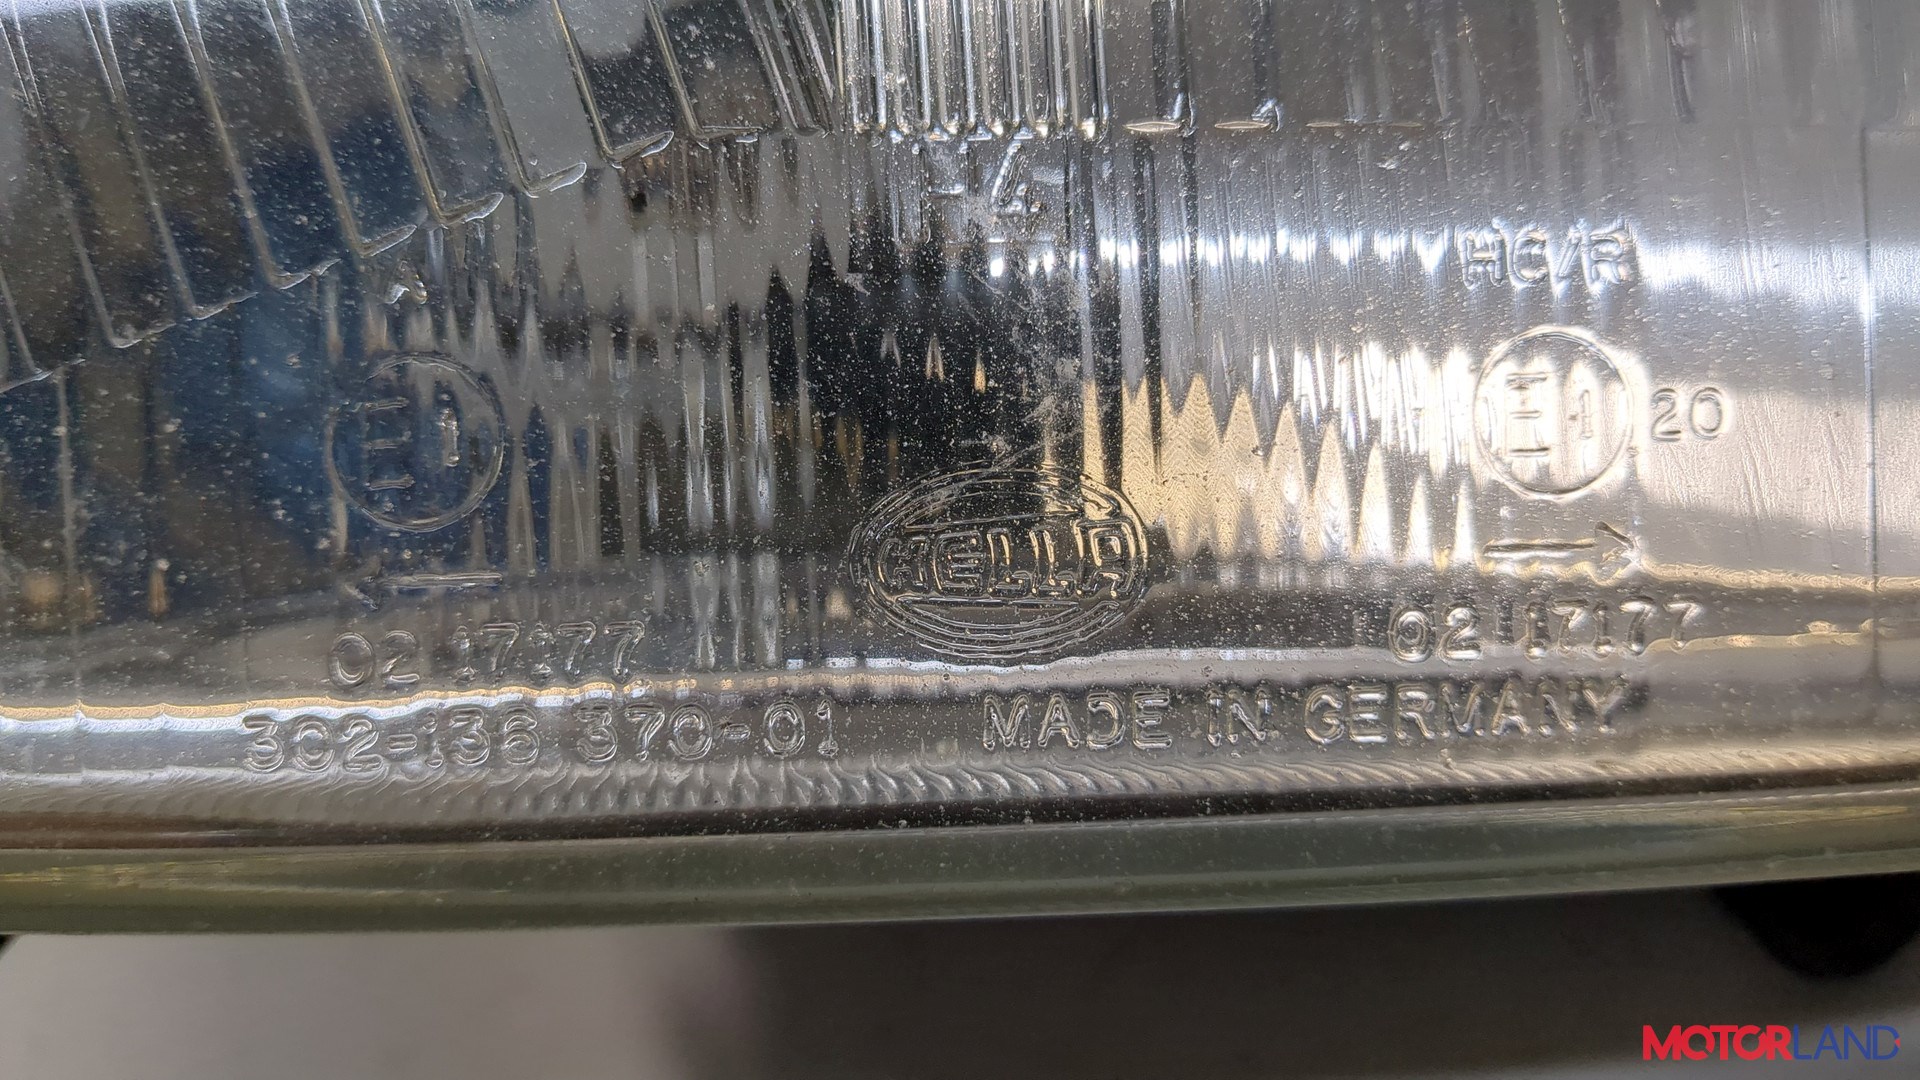 H4
HC/R
A
E1
E1 20
HELLA
02 17177
02 17177
302-136 370-01
MADE IN GERMANY
MOTORLAND